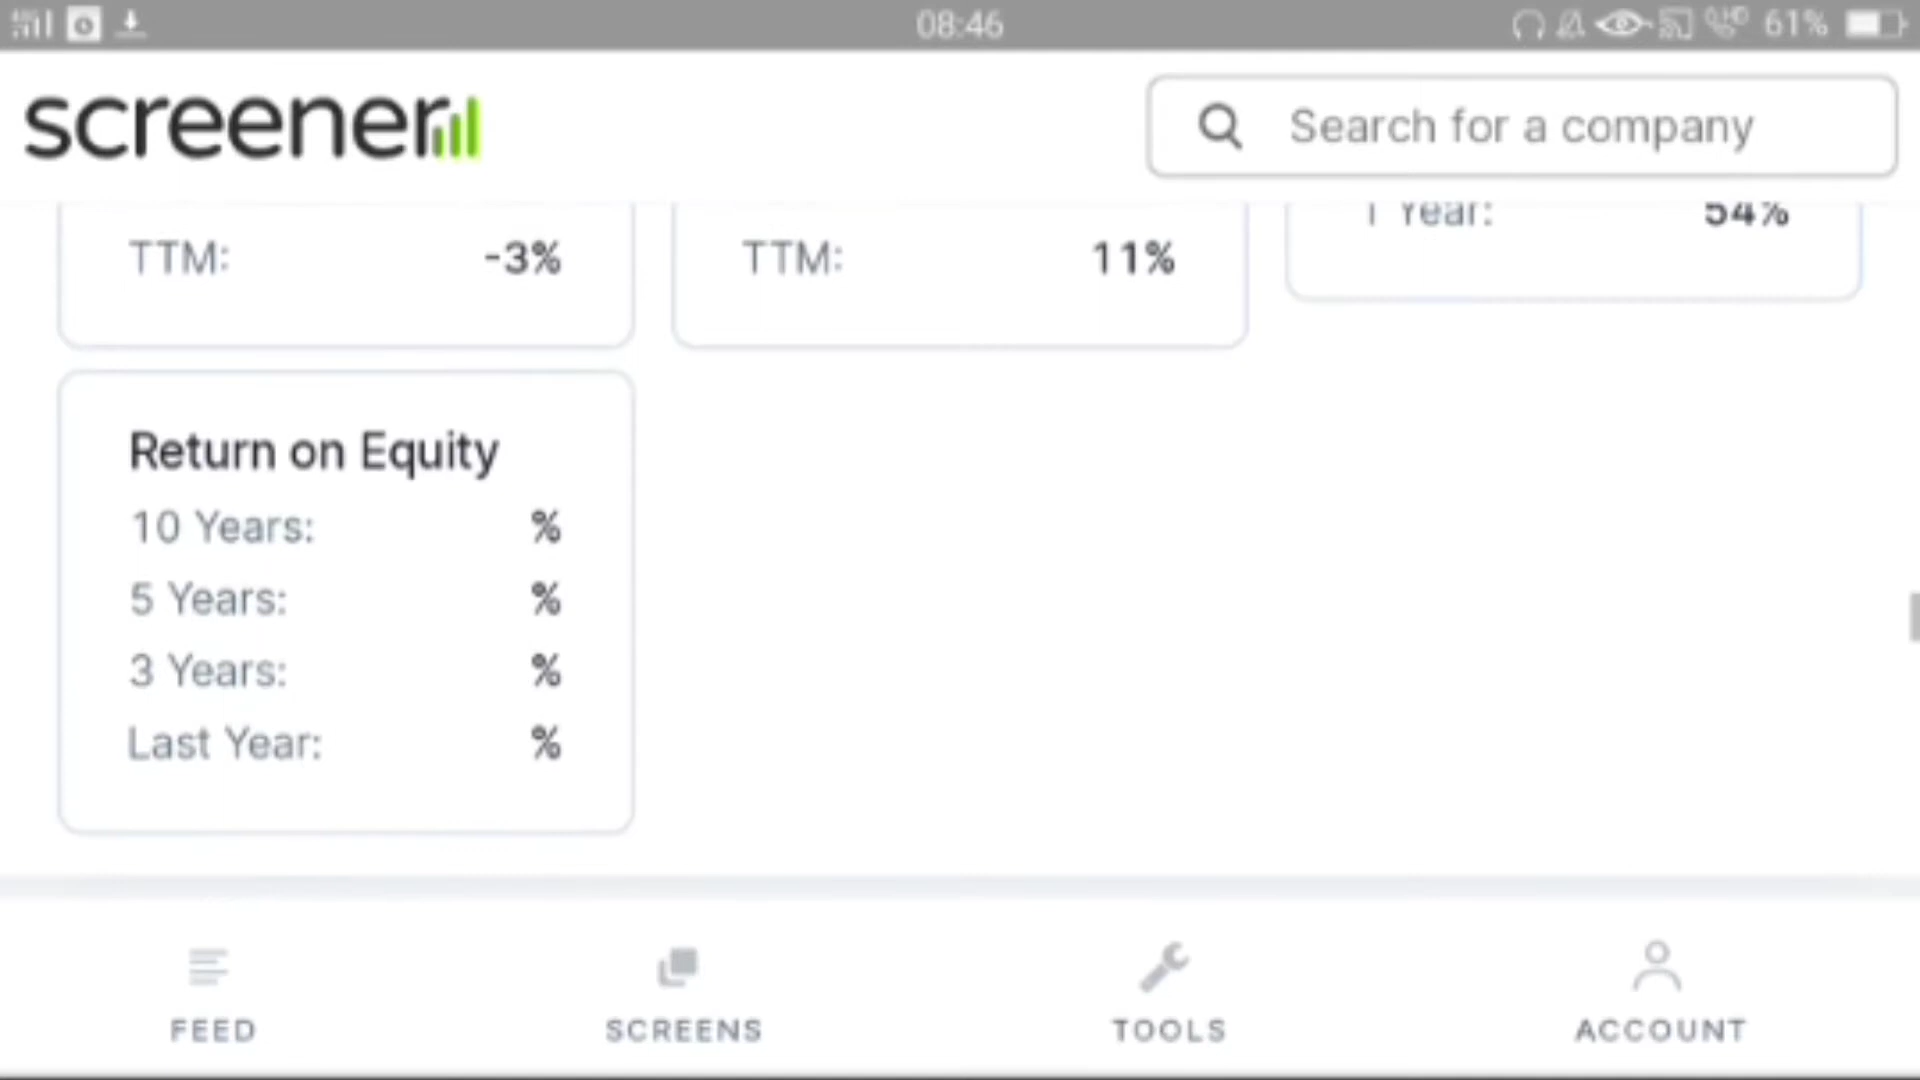 08:46
61%
screener
Search for a company
TTM: -3%
TTM: 11%
1 Year: 54%
Return on Equity
10 Years: %
5 Years: %
3 Years: %
Last Year: %
FEED
SCREENS
TOOLS
ACCOUNT